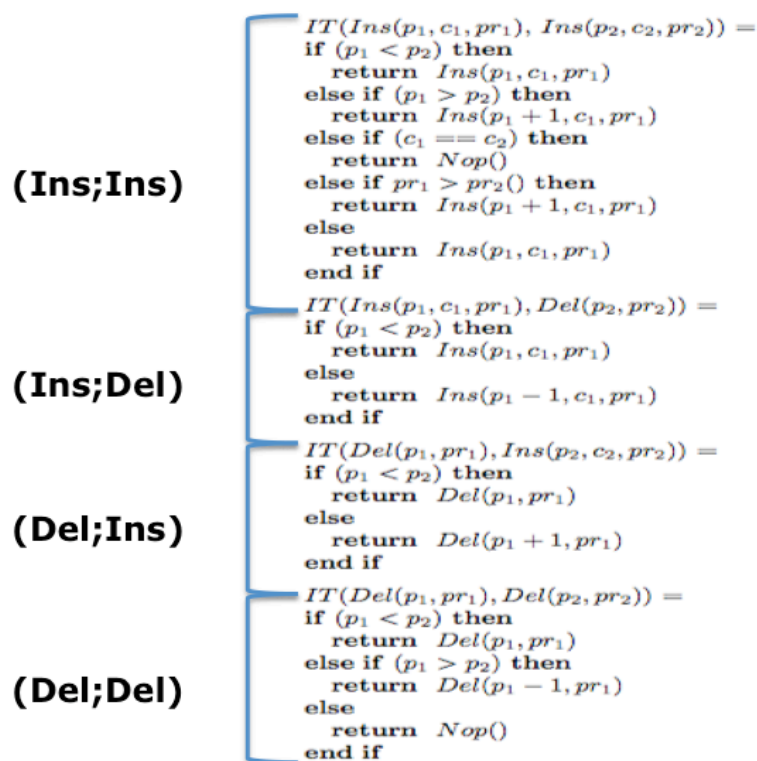 (Ins;Ins)
IT(Ins(p₁, c₁, pr₁), Ins(p₂, c₂, pr₂)) =
if (p₁ < p₂) then
return Ins(p₁, c₁, pr₁)
else if (p₁ > p₂) then
return Ins(p₁ + 1, c₁, pr₁)
else if (c₁ == c₂) then
return Nop()
else if pr₁ > pr₂() then
return Ins(p₁ + 1, c₁, pr₁)
else
return Ins(p₁, c₁, pr₁)
end if
(Ins;Del)
IT(Ins(p₁, c₁, pr₁), Del(p₂, pr₂)) =
if (p₁ < p₂) then
return Ins(p₁, c₁, pr₁)
else
return Ins(p₁ − 1, c₁, pr₁)
end if
(Del;Ins)
IT(Del(p₁, pr₁), Ins(p₂, c₂, pr₂)) =
if (p₁ < p₂) then
return Del(p₁, pr₁)
else
return Del(p₁ + 1, pr₁)
end if
(Del;Del)
IT(Del(p₁, pr₁), Del(p₂, pr₂)) =
if (p₁ < p₂) then
return Del(p₁, pr₁)
else if (p₁ > p₂) then
return Del(p₁ − 1, pr₁)
else
return Nop()
end if